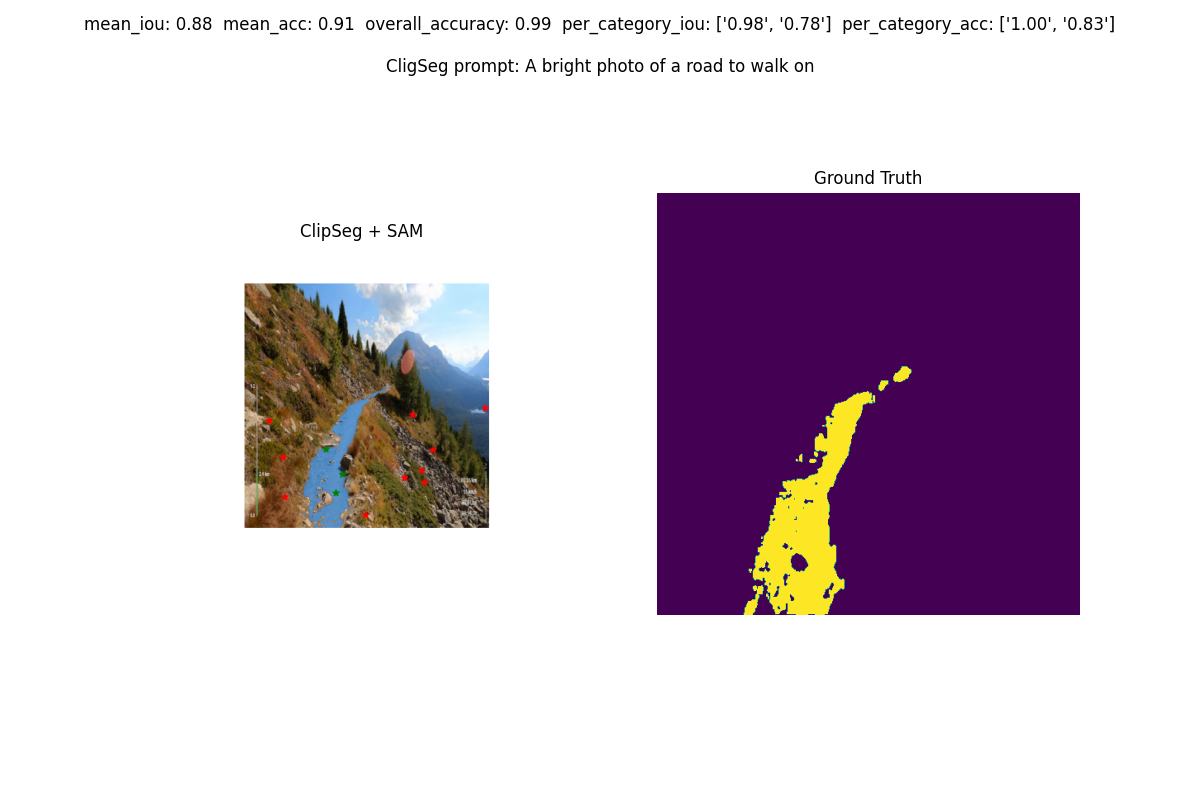 mean_iou: 0.88  mean_acc: 0.91  overall_accuracy: 0.99  per_category_iou: ['0.98', '0.78']  per_category_acc: ['1.00', '0.83']
CligSeg prompt: A bright photo of a road to walk on
Ground Truth
ClipSeg + SAM